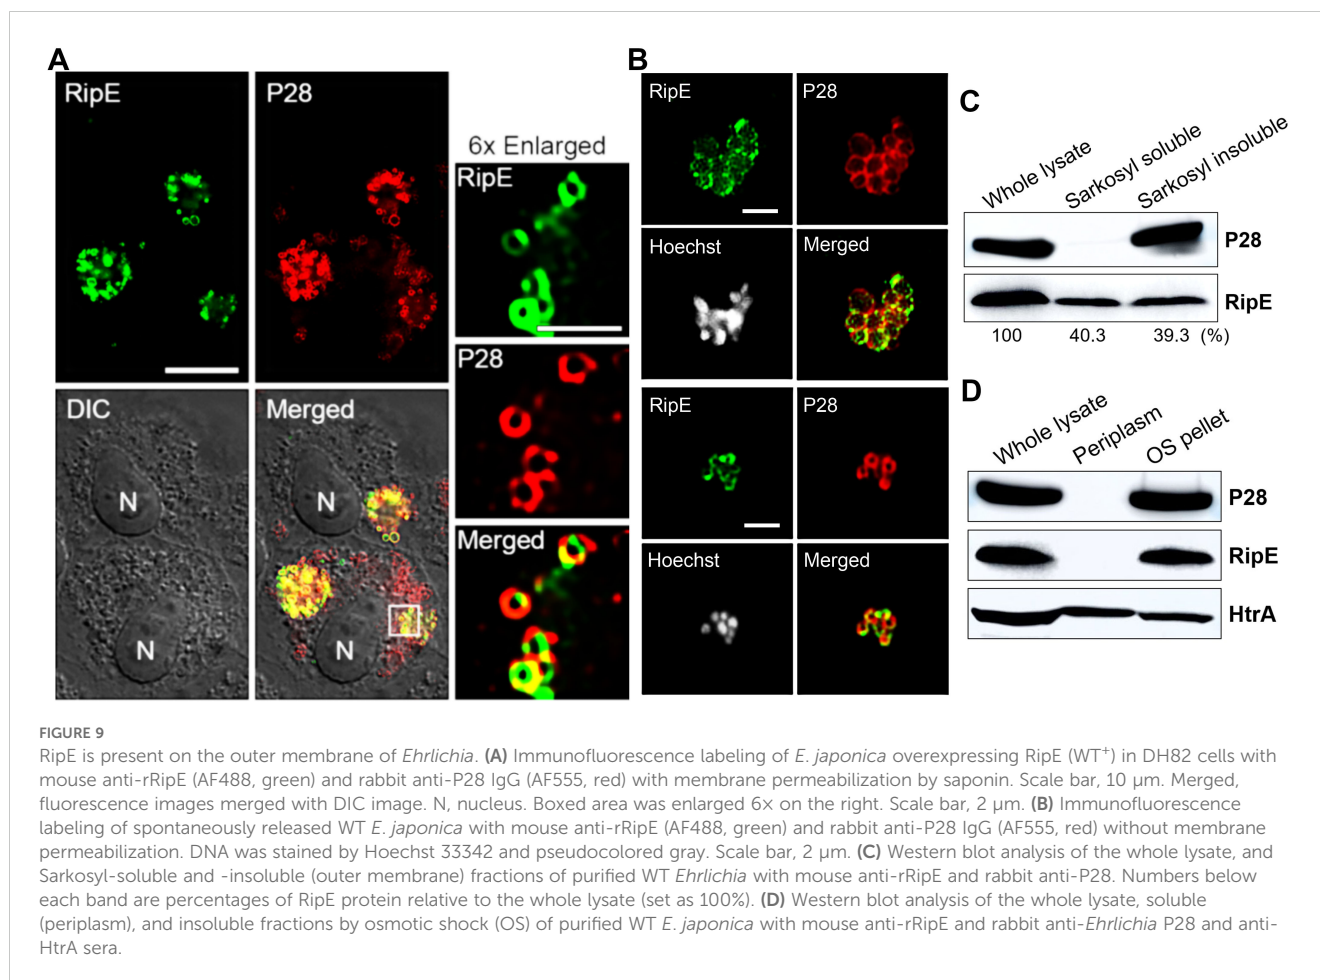 A
RipE
P28
6x Enlarged
RipE
P28
Merged
DIC
N
N
Merged
N
N
B
RipE
P28
Hoechst
Merged
RipE
P28
Hoechst
Merged
C
Whole lysate
Sarkosyl soluble
Sarkosyl insoluble
P28
RipE
100 40.3 39.3 (%)
D
Whole lysate
Periplasm
OS pellet
P28
RipE
HtrA
FIGURE 9
RipE is present on the outer membrane of Ehrlichia. (A) Immunofluorescence labeling of E. japonica overexpressing RipE (WT⁺) in DH82 cells with
mouse anti-rRipE (AF488, green) and rabbit anti-P28 IgG (AF555, red) with membrane permeabilization by saponin. Scale bar, 10 µm. Merged,
fluorescence images merged with DIC image. N, nucleus. Boxed area was enlarged 6× on the right. Scale bar, 2 µm. (B) Immunofluorescence
labeling of spontaneously released WT E. japonica with mouse anti-rRipE (AF488, green) and rabbit anti-P28 IgG (AF555, red) without membrane
permeabilization. DNA was stained by Hoechst 33342 and pseudocolored gray. Scale bar, 2 µm. (C) Western blot analysis of the whole lysate, and
Sarkosyl-soluble and -insoluble (outer membrane) fractions of purified WT Ehrlichia with mouse anti-rRipE and rabbit anti-P28. Numbers below
each band are percentages of RipE protein relative to the whole lysate (set as 100%). (D) Western blot analysis of the whole lysate, soluble
(periplasm), and insoluble fractions by osmotic shock (OS) of purified WT E. japonica with mouse anti-rRipE and rabbit anti-Ehrlichia P28 and anti-
HtrA sera.